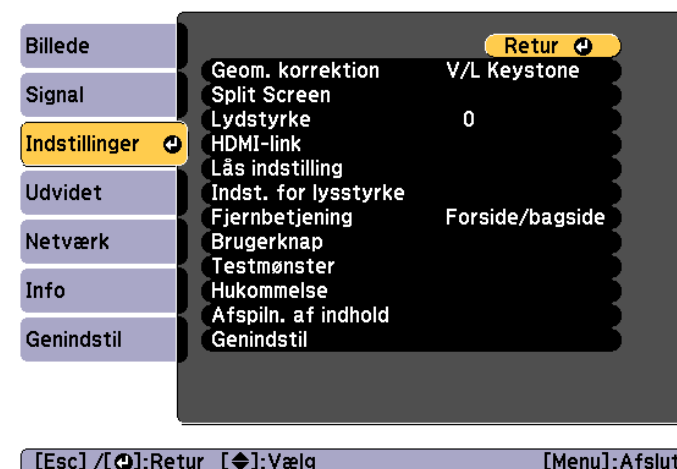 Billede
Signal
Indstillinger
Udvidet
Netværk
Info
Genindstil
Retur
Geom. korrektion V/L Keystone
Split Screen
Lydstyrke 0
HDMI-link
Lås indstilling
Indst. for lysstyrke
Fjernbetjening Forside/bagside
Brugerknap
Testmønster
Hukommelse
Afspiln. af indhold
Genindstil
[Esc] /[⏎]:Retur [◆]:Vælg [Menu]:Afslut